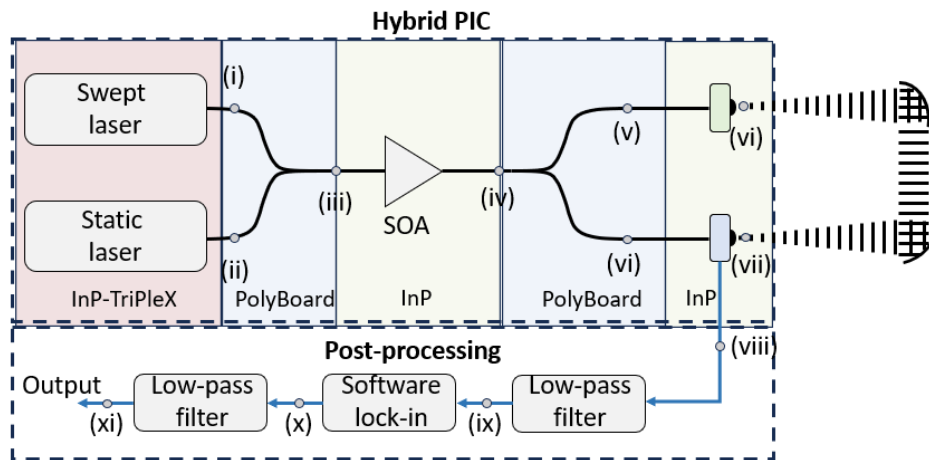 Hybrid PIC
Swept
laser
(i)
(v)
(vi)
(iii)
SOA
(iv)
Static
laser
(ii)
(vi)
(vii)
InP-TriPleX
PolyBoard
InP
PolyBoard
InP
Post-processing
(viii)
Output
Low-pass
filter
Software
lock-in
Low-pass
filter
(xi)
(x)
(ix)